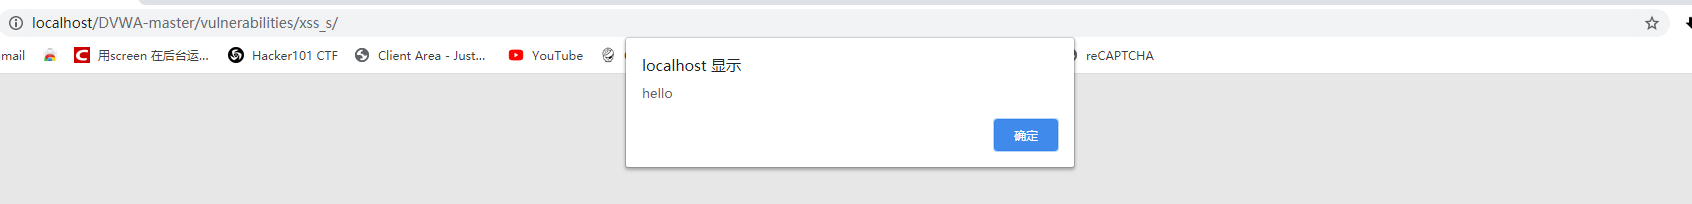 localhost/DVWA-master/vulnerabilities/xss_s/
mail 用screen 在后台运... Hacker101 CTF Client Area - Just... YouTube reCAPTCHA
localhost 显示
hello
确定